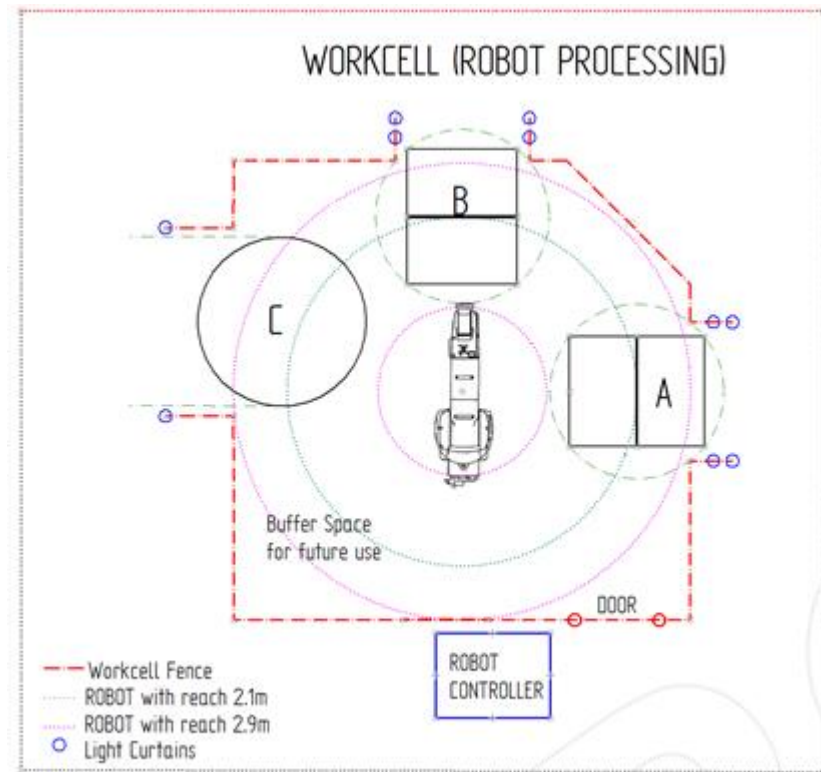 WORKCELL (ROBOT PROCESSING)
B
C
A
Buffer Space
for future use
DOOR
ROBOT
CONTROLLER
Workcell Fence
ROBOT with reach 2.1m
ROBOT with reach 2.9m
Light Curtains